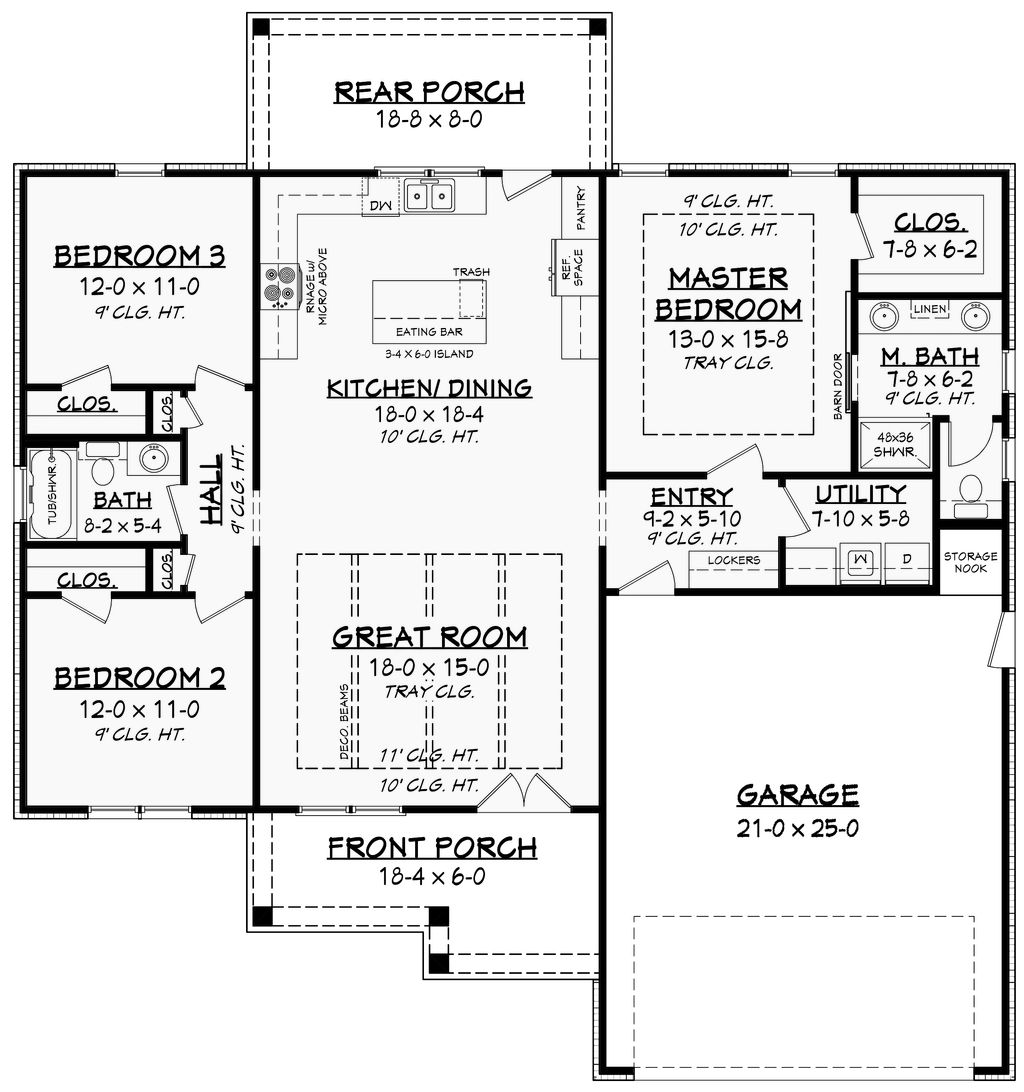 REAR PORCH
18-8 x 8-0
BEDROOM 3
12-0 x 11-0
9' CLG. HT.
DW
RNAGE w/
MICRO ABOVE
TRASH
EATING BAR
3-4 x 6-0 ISLAND
PANTRY
REF.
SPACE
KITCHEN/ DINING
18-0 x 18-4
10' CLG. HT.
9' CLG. HT.
10' CLG. HT.
MASTER
BEDROOM
13-0 x 15-8
TRAY CLG.
BARN DOOR
CLOS.
7-8 x 6-2
LINEN
M. BATH
7-8 x 6-2
9' CLG. HT.
48x36
SHWR.
CLOS.
CLOS.
TUB/SHWR.
BATH
8-2 x 5-4
HALL
9' CLG. HT.
CLOS.
CLOS.
ENTRY
9-2 x 5-10
9' CLG. HT.
LOCKERS
UTILITY
7-10 x 5-8
W
D
STORAGE
NOOK
BEDROOM 2
12-0 x 11-0
9' CLG. HT.
GREAT ROOM
18-0 x 15-0
TRAY CLG.
DECO. BEAMS
11' CLG. HT.
10' CLG. HT.
GARAGE
21-0 x 25-0
FRONT PORCH
18-4 x 6-0